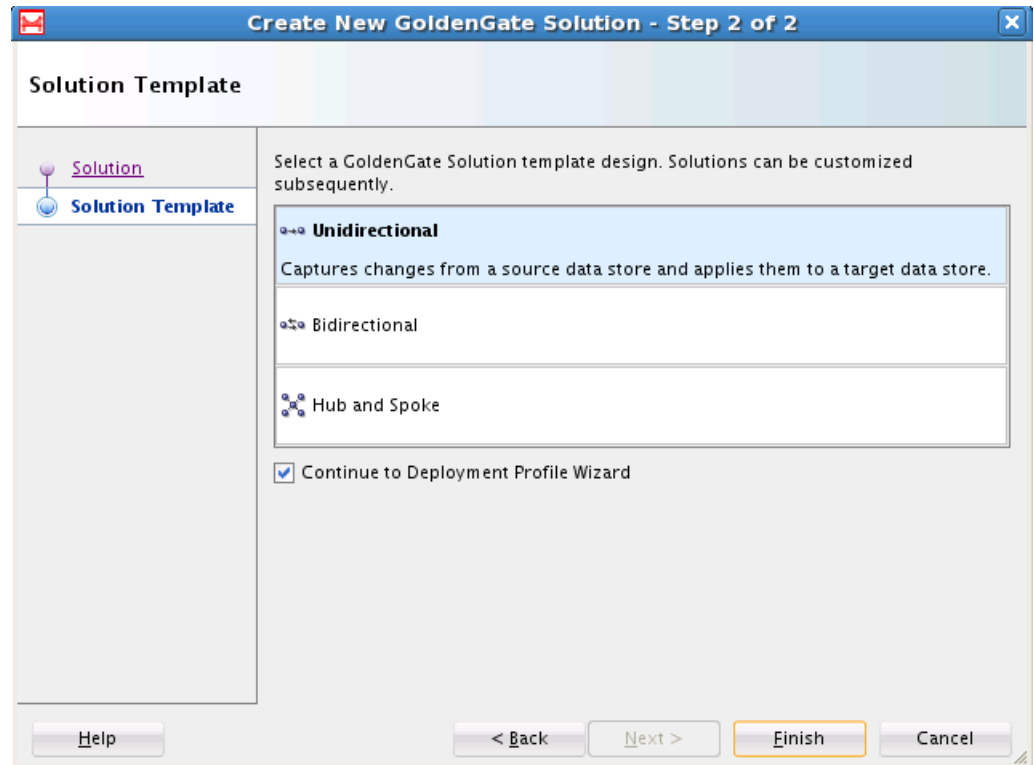 Create New GoldenGate Solution - Step 2 of 2
Solution Template
Solution
Solution Template
Select a GoldenGate Solution template design. Solutions can be customized
subsequently.
Unidirectional
Captures changes from a source data store and applies them to a target data store.
Bidirectional
Hub and Spoke
Continue to Deployment Profile Wizard
Help
< Back
Next >
Finish
Cancel